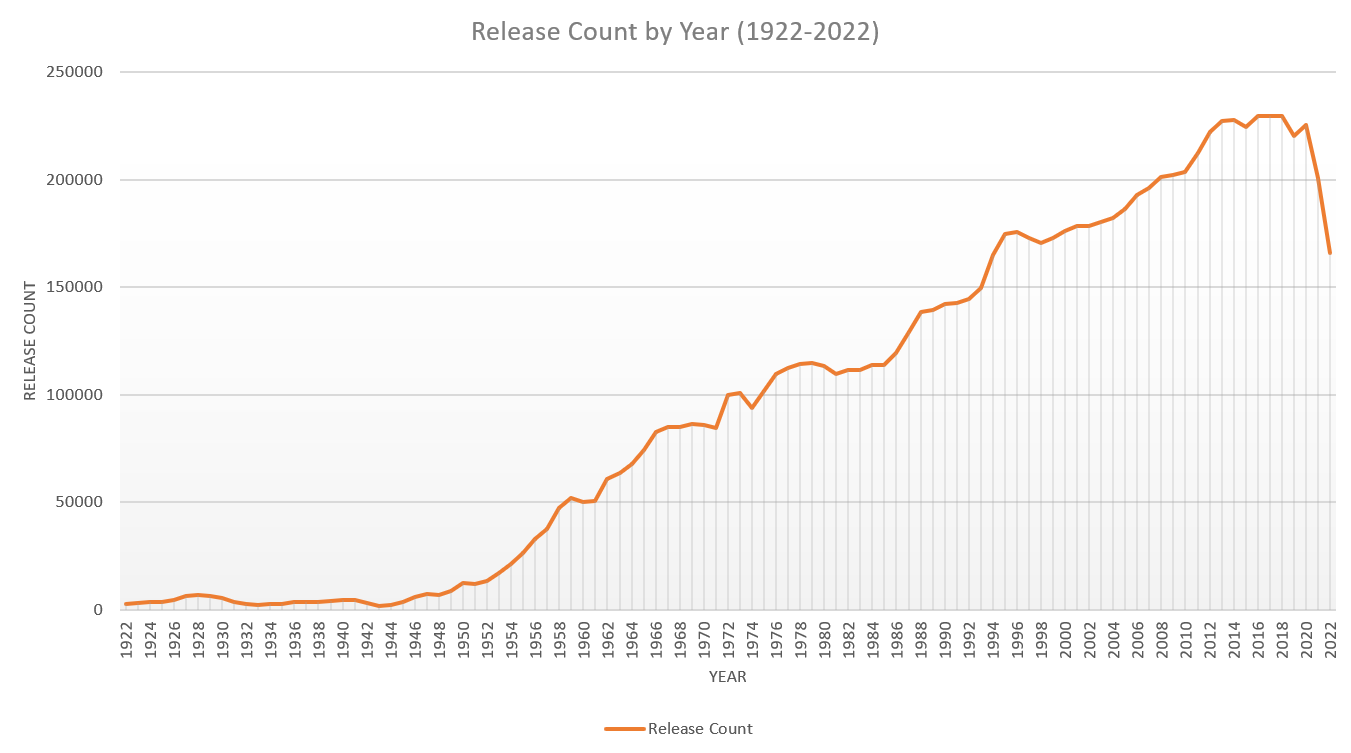 Release Count by Year (1922-2022)
250000
200000
150000
100000
50000
0
RELEASE COUNT
1922 1924 1926 1928 1930 1932 1934 1936 1938 1940 1942 1944 1946 1948 1950 1952 1954 1956 1958 1960 1962 1964 1966 1968 1970 1972 1974 1976 1978 1980 1982 1984 1986 1988 1990 1992 1994 1996 1998 2000 2002 2004 2006 2008 2010 2012 2014 2016 2018 2020 2022
YEAR
Release Count